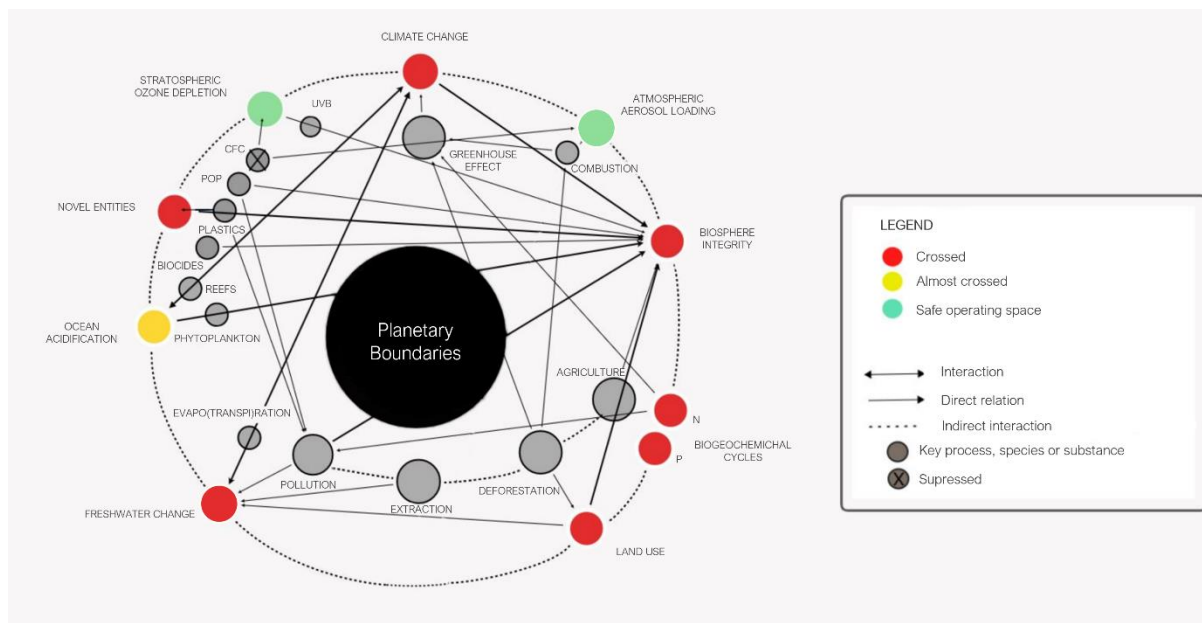 CLIMATE CHANGE
STRATOSPHERIC
OZONE DEPLETION
UVB
ATMOSPHERIC
AEROSOL LOADING
CFC
GREENHOUSE
EFFECT
COMBUSTION
POP
NOVEL ENTITIES
PLASTICS
BIOCIDES
BIOSPHERE
INTEGRITY
REEFS
OCEAN
ACIDIFICATION
PHYTOPLANKTON
Planetary
Boundaries
AGRICULTURE
EVAPO(TRANSPI)RATION
N
P
BIOGEOCHEMICHAL
CYCLES
POLLUTION
EXTRACTION
DEFORESTATION
FRESHWATER CHANGE
LAND USE
LEGEND
Crossed
Almost crossed
Safe operating space
Interaction
Direct relation
Indirect interaction
Key process, species or substance
Supressed